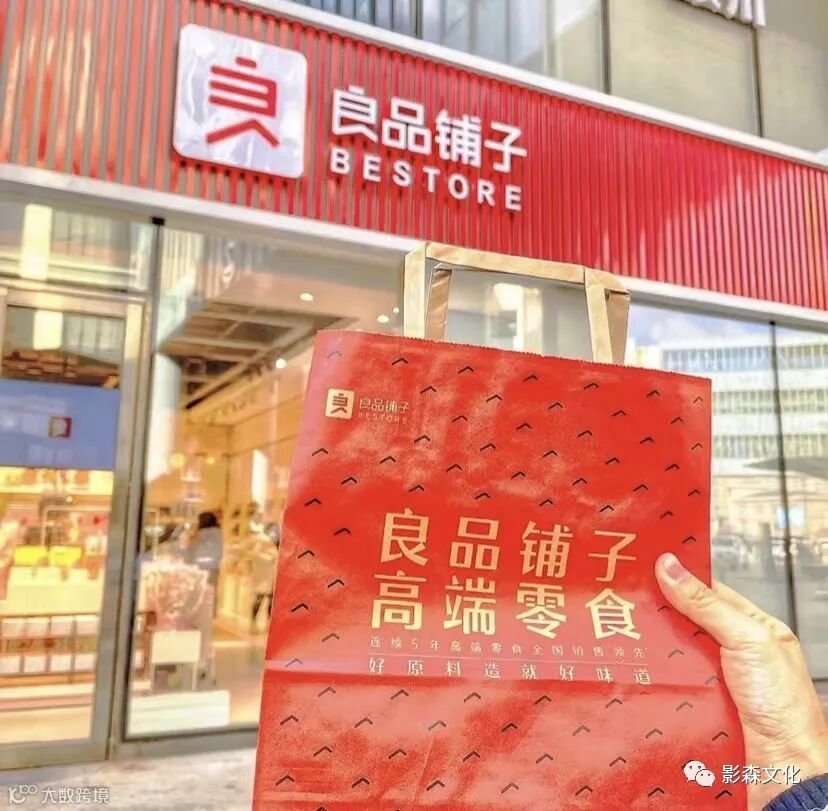 良品铺子
BESTORE
良品铺子
BESTORE
良品铺子
高端零食
连续5年高端零食全国销售领先
好原料造就好味道
影森文化
大数跨境